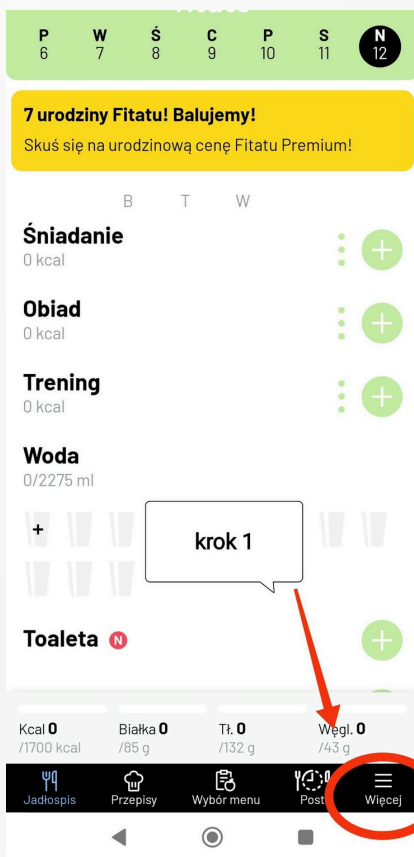 P W Ś C P S N
6 7 8 9 10 11 12
7 urodziny Fitatu! Balujemy!
Skuś się na urodzinową cenę Fitatu Premium!
B T W
Śniadanie
0 kcal
Obiad
0 kcal
Trening
0 kcal
Woda
0/2275 ml
+
krok 1
Toaleta N
Kcal 0 Białka 0 Tł. 0 Węgl. 0
/1700 kcal /85 g /132 g /43 g
Jadłospis Przepisy Wybór menu Post Więcej